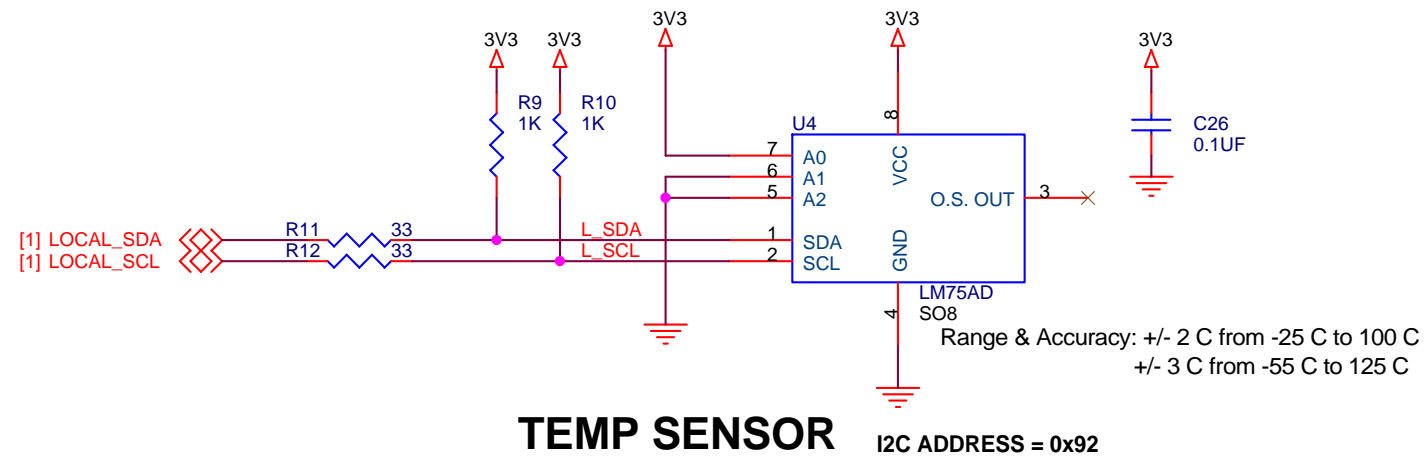 3V3
3V3
3V3 3V3
3V3
R9
1K
R10
1K
U4
8
C26
0.1UF
7 A0
6 A1
5 A2
VCC
O.S. OUT 3
[1] LOCAL_SDA R11 33 L_SDA 1 SDA
[1] LOCAL_SCL R12 33 L_SCL 2 SCL
GND
4
LM75AD
SO8
Range & Accuracy: +/- 2 C from -25 C to 100 C
+/- 3 C from -55 C to 125 C
TEMP SENSOR I2C ADDRESS = 0x92